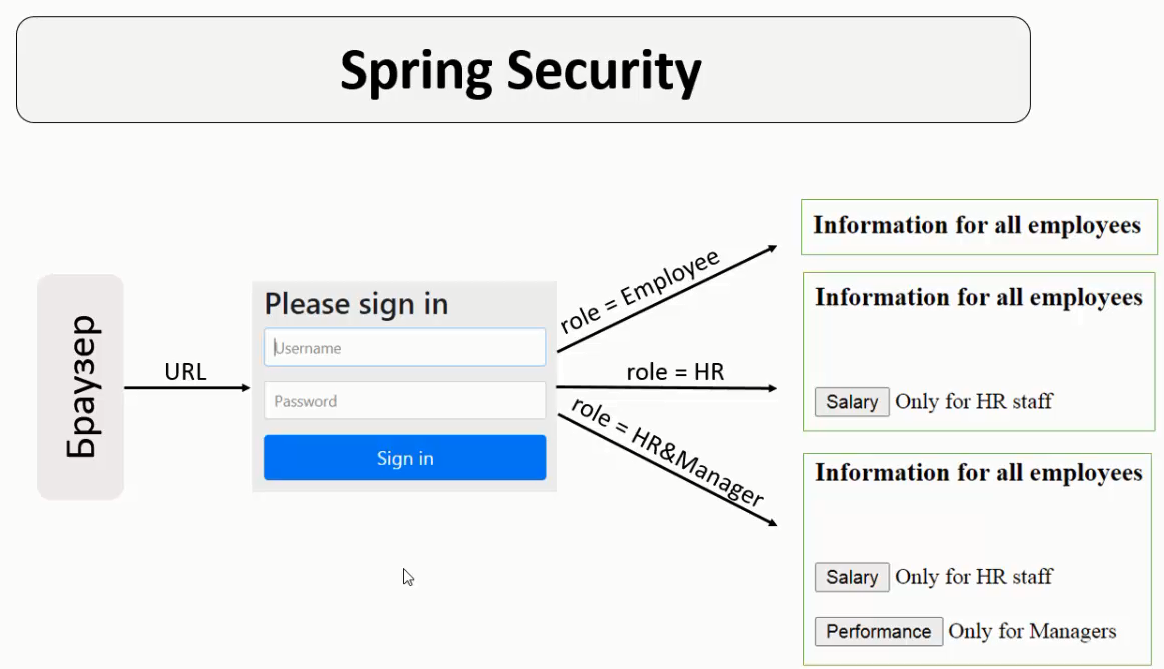 Spring Security
Браузер
URL
Please sign in
Username
Password
Sign in
role = Employee
role = HR
role = HR&Manager
Information for all employees
Information for all employees
Salary Only for HR staff
Information for all employees
Salary Only for HR staff
Performance Only for Managers